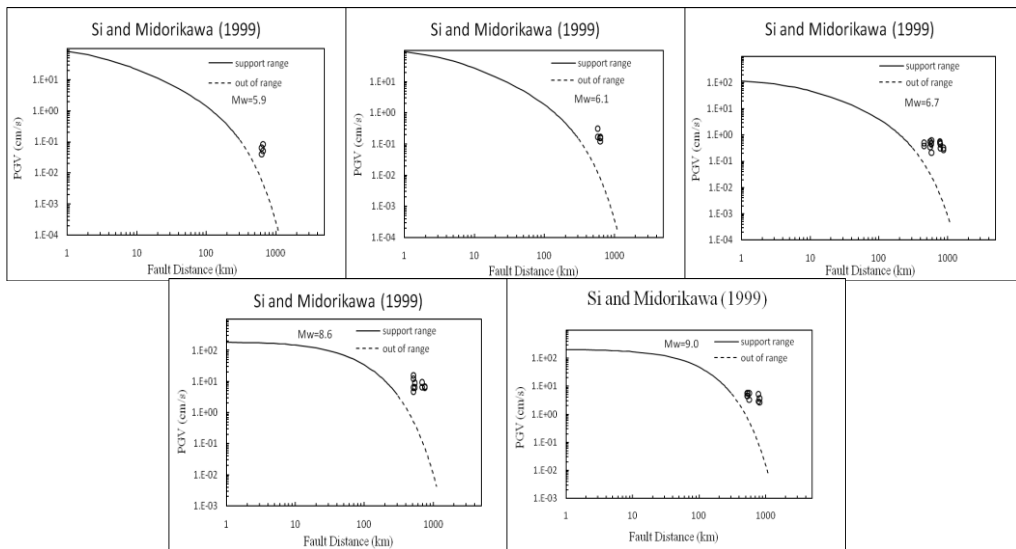 Si and Midorikawa (1999)
support range
out of range
Mw=5.9
PGV (cm/s)
1.E+01
1.E+00
1.E-01
1.E-02
1.E-03
1.E-04
1 10 100 1000
Fault Distance (km)
Si and Midorikawa (1999)
support range
out of range
Mw=6.1
PGV (cm/s)
1.E+01
1.E+00
1.E-01
1.E-02
1.E-03
1.E-04
1 10 100 1000
Fault Distance (km)
Si and Midorikawa (1999)
support range
out of range
Mw=6.7
PGV (cm/s)
1.E+02
1.E+01
1.E+00
1.E-01
1.E-02
1.E-03
1.E-04
1 10 100 1000
Fault Distance (km)
Si and Midorikawa (1999)
Mw=8.6
support range
out of range
PGV (cm/s)
1.E+02
1.E+01
1.E+00
1.E-01
1.E-02
1.E-03
1 10 100 1000
Fault Distance (km)
Si and Midorikawa (1999)
Mw=9.0
support range
out of range
PGV (cm/s)
1.E+02
1.E+01
1.E+00
1.E-01
1.E-02
1.E-03
1 10 100 1000
Fault Distance (km)